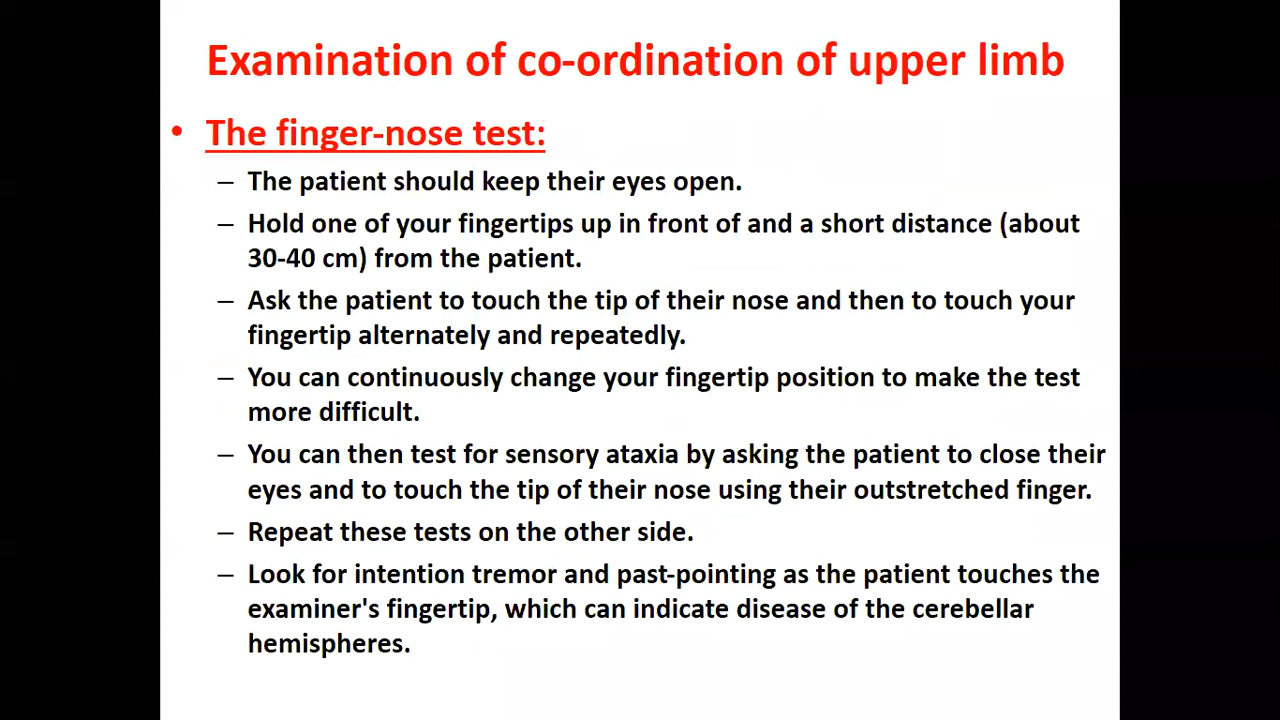 Examination of co-ordination of upper limb
• The finger-nose test:
– The patient should keep their eyes open.
– Hold one of your fingertips up in front of and a short distance (about
30-40 cm) from the patient.
– Ask the patient to touch the tip of their nose and then to touch your
fingertip alternately and repeatedly.
– You can continuously change your fingertip position to make the test
more difficult.
– You can then test for sensory ataxia by asking the patient to close their
eyes and to touch the tip of their nose using their outstretched finger.
– Repeat these tests on the other side.
– Look for intention tremor and past-pointing as the patient touches the
examiner's fingertip, which can indicate disease of the cerebellar
hemispheres.